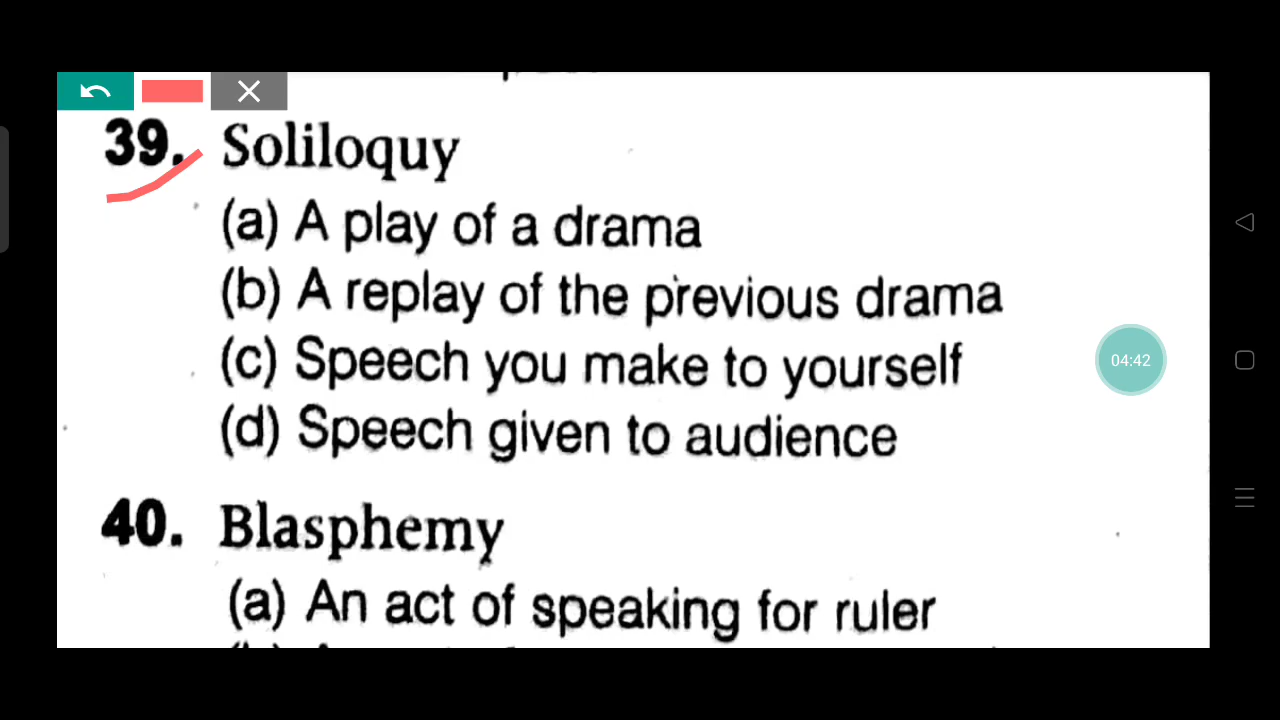 39. Soliloquy
(a) A play of a drama
(b) A replay of the previous drama
(c) Speech you make to yourself
04:42
(d) Speech given to audience
40. Blasphemy
(a) An act of speaking for ruler